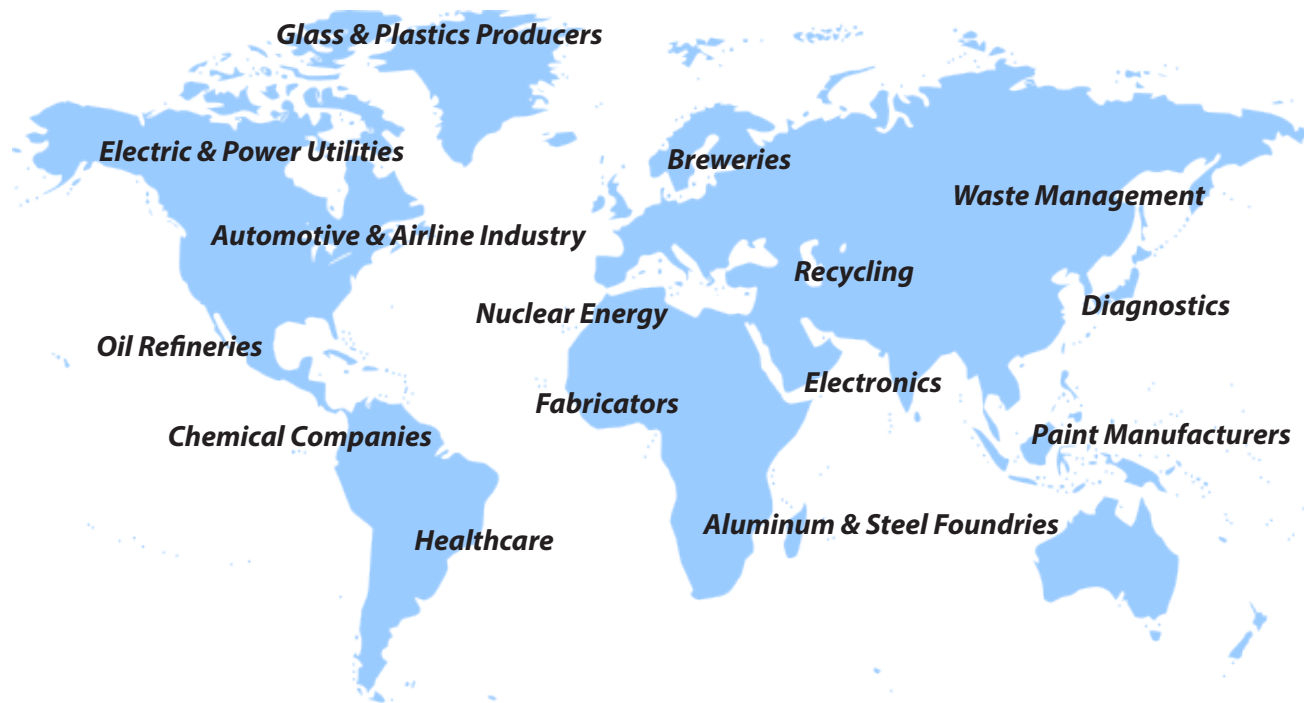 Glass & Plastics Producers
Electric & Power Utilities
Breweries
Waste Management
Automotive & Airline Industry
Recycling
Diagnostics
Nuclear Energy
Oil Refineries
Electronics
Fabricators
Chemical Companies
Paint Manufacturers
Aluminum & Steel Foundries
Healthcare